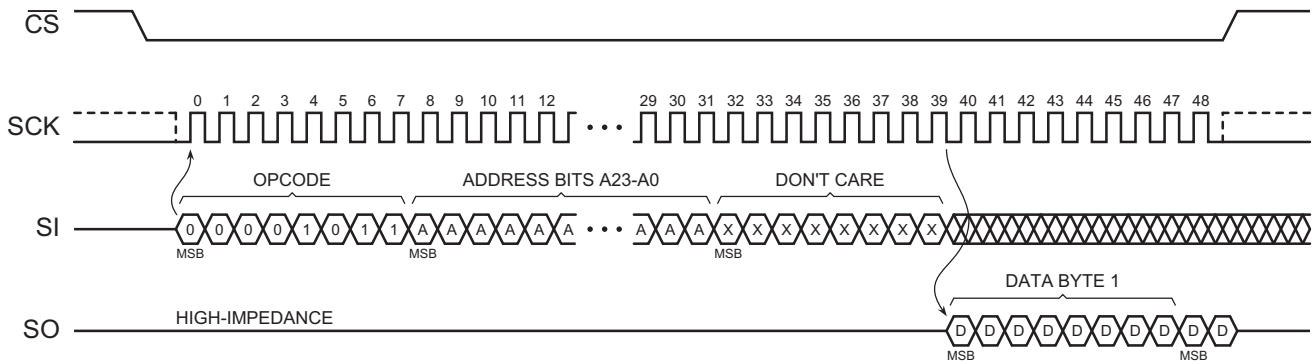 CS
0 1 2 3 4 5 6 7 8 9 10 11 12 29 30 31 32 33 34 35 36 37 38 39 40 41 42 43 44 45 46 47 48
SCK
OPCODE ADDRESS BITS A23-A0 DON'T CARE
SI 0 0 0 0 1 0 1 1 A A A A A A A A A X X X X X X X X
MSB MSB MSB
DATA BYTE 1
HIGH-IMPEDANCE
SO D D D D D D D D D D
MSB MSB